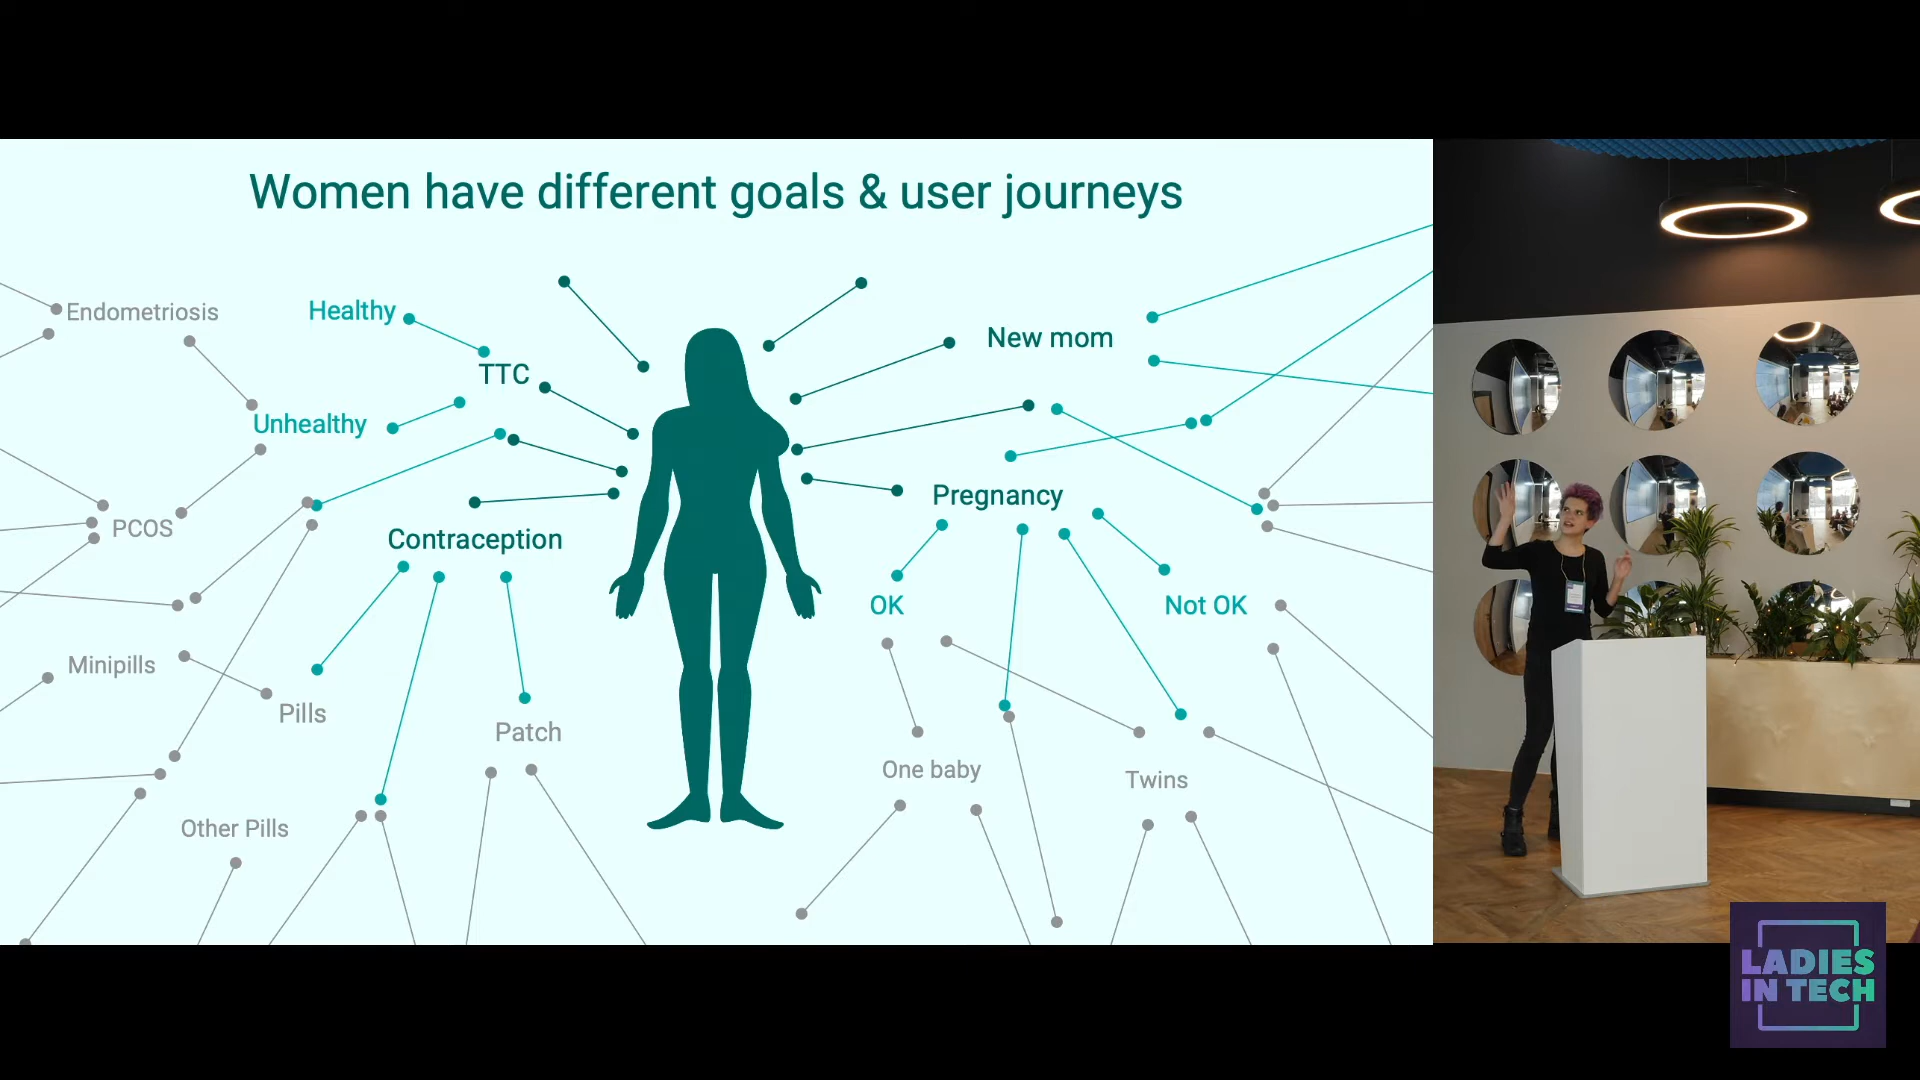 Women have different goals & user journeys
Endometriosis
Healthy
New mom
TTC
Unhealthy
Pregnancy
PCOS
Contraception
OK
Not OK
Minipills
Pills
Patch
One baby
Twins
Other Pills
LADIES
IN TECH